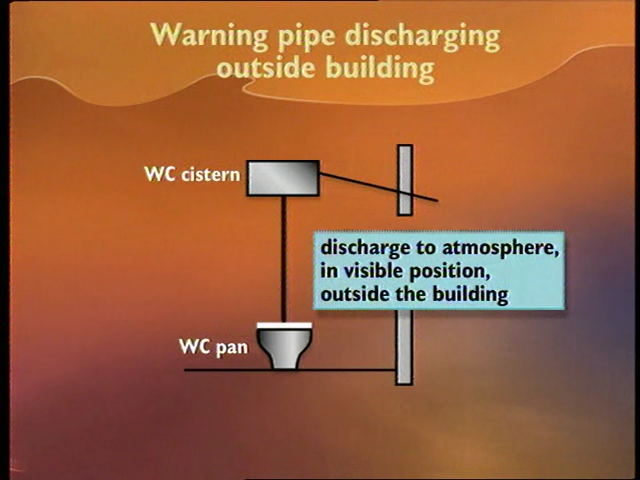 Warning pipe discharging
outside building
WC cistern
discharge to atmosphere,
in visible position,
outside the building
WC pan